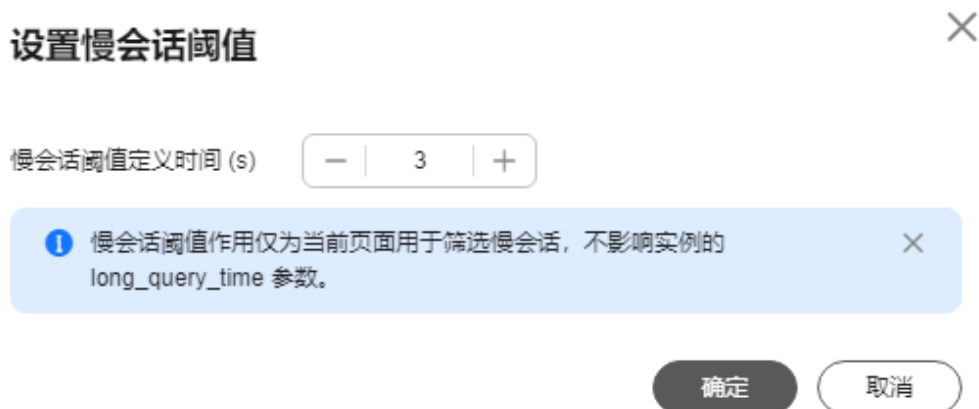 设置慢会话阈值
慢会话阈值定义时间 (s)
3
慢会话阈值作用仅为当前页面用于筛选慢会话，不影响实例的
long_query_time 参数。
确定
取消